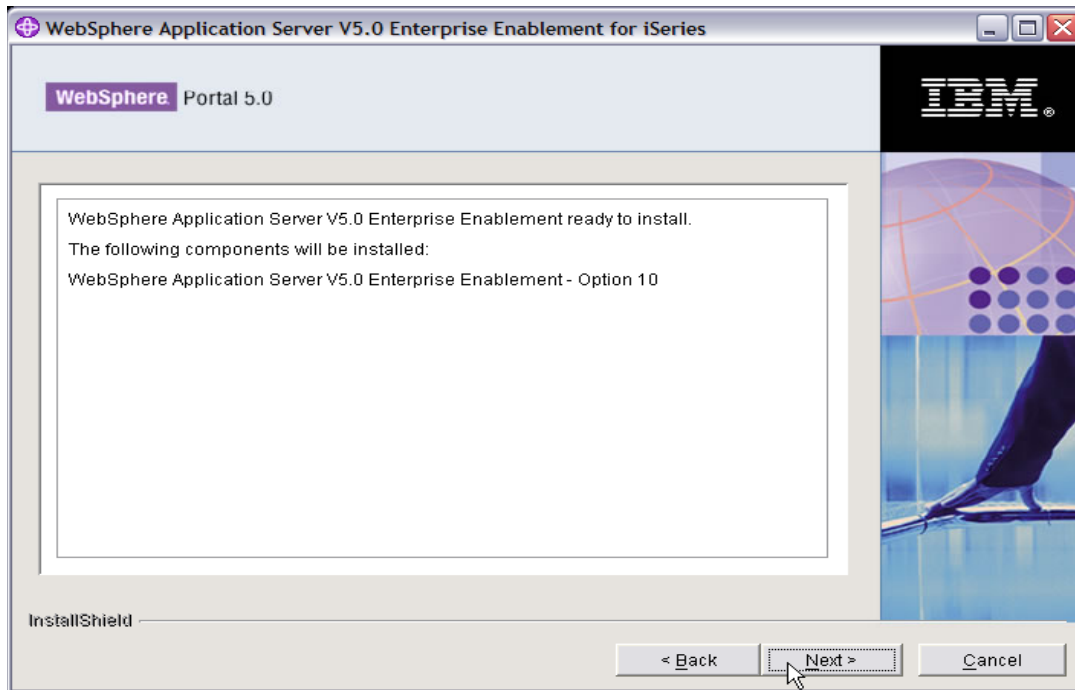 WebSphere Application Server V5.0 Enterprise Enablement for iSeries
WebSphere. Portal 5.0
IBM®
WebSphere Application Server V5.0 Enterprise Enablement ready to install.
The following components will be installed:
WebSphere Application Server V5.0 Enterprise Enablement - Option 10
InstallShield
< Back
Next >
Cancel